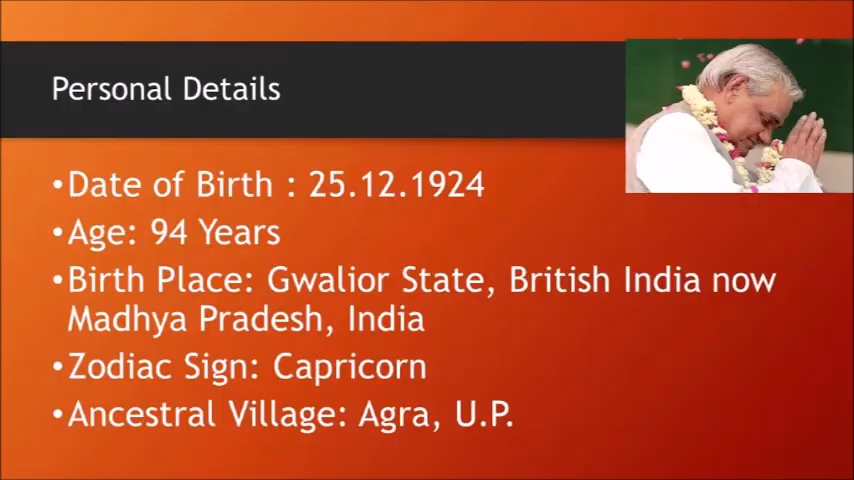 Personal Details
•Date of Birth : 25.12.1924
•Age: 94 Years
•Birth Place: Gwalior State, British India now
Madhya Pradesh, India
•Zodiac Sign: Capricorn
•Ancestral Village: Agra, U.P.